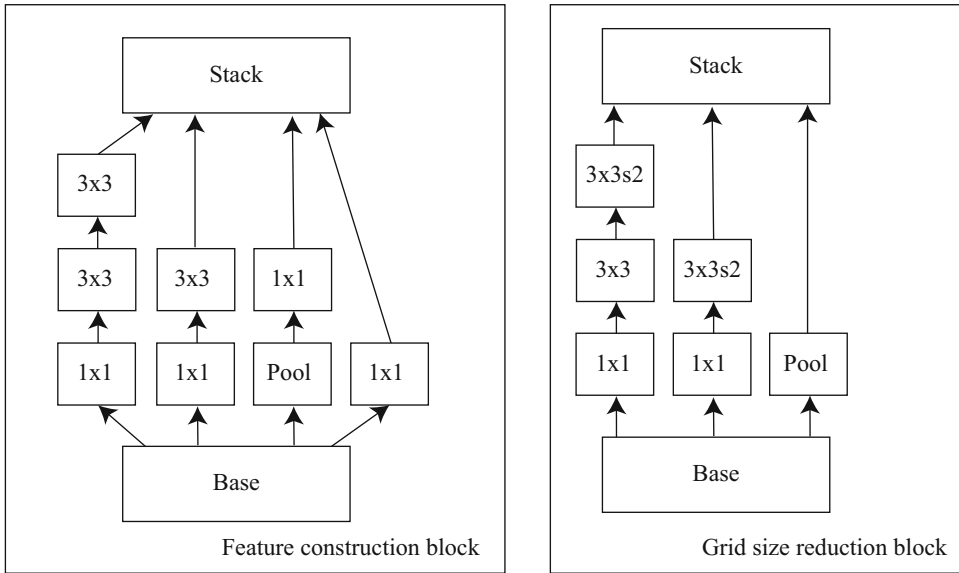 Stack
3x3
3x3
3x3
1x1
1x1
1x1
Pool
1x1
Base
Feature construction block
Stack
3x3s2
3x3
3x3s2
1x1
1x1
Pool
Base
Grid size reduction block